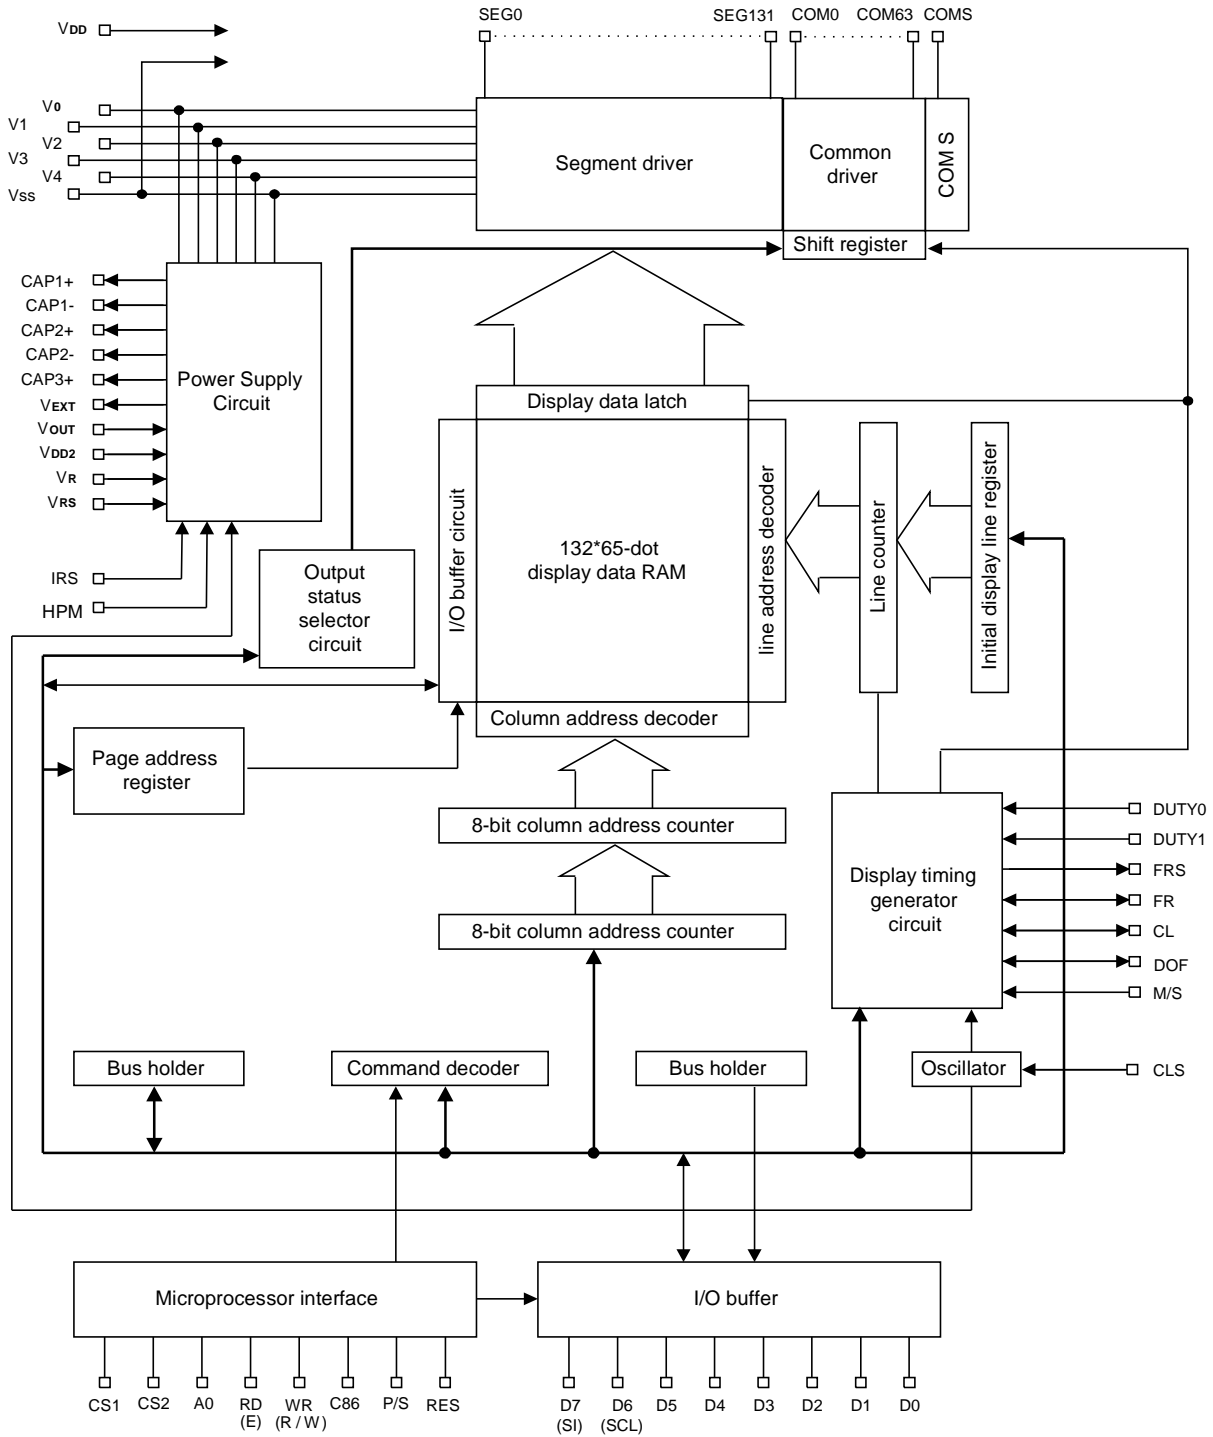 SEG0
SEG131
COM0
COM63
COMS
VDD
V0
V1
V2
V3
V4
Vss
Segment driver
Common
driver
COM S
Shift register
CAP1+
CAP1-
CAP2+
CAP2-
CAP3+
VEXT
VOUT
VDD2
VR
VRS
Power Supply
Circuit
IRS
HPM
Output
status
selector
circuit
Display data latch
I/O buffer circuit
132*65-dot
display data RAM
line address decoder
Line counter
Initial display line register
Column address decoder
Page address
register
8-bit column address counter
8-bit column address counter
Display timing
generator
circuit
DUTY0
DUTY1
FRS
FR
CL
DOF
M/S
Bus holder
Command decoder
Bus holder
Oscillator
CLS
Microprocessor interface
I/O buffer
CS1
CS2
A0
RD
(E)
WR
(R / W)
C86
P/S
RES
D7
(SI)
D6
(SCL)
D5
D4
D3
D2
D1
D0